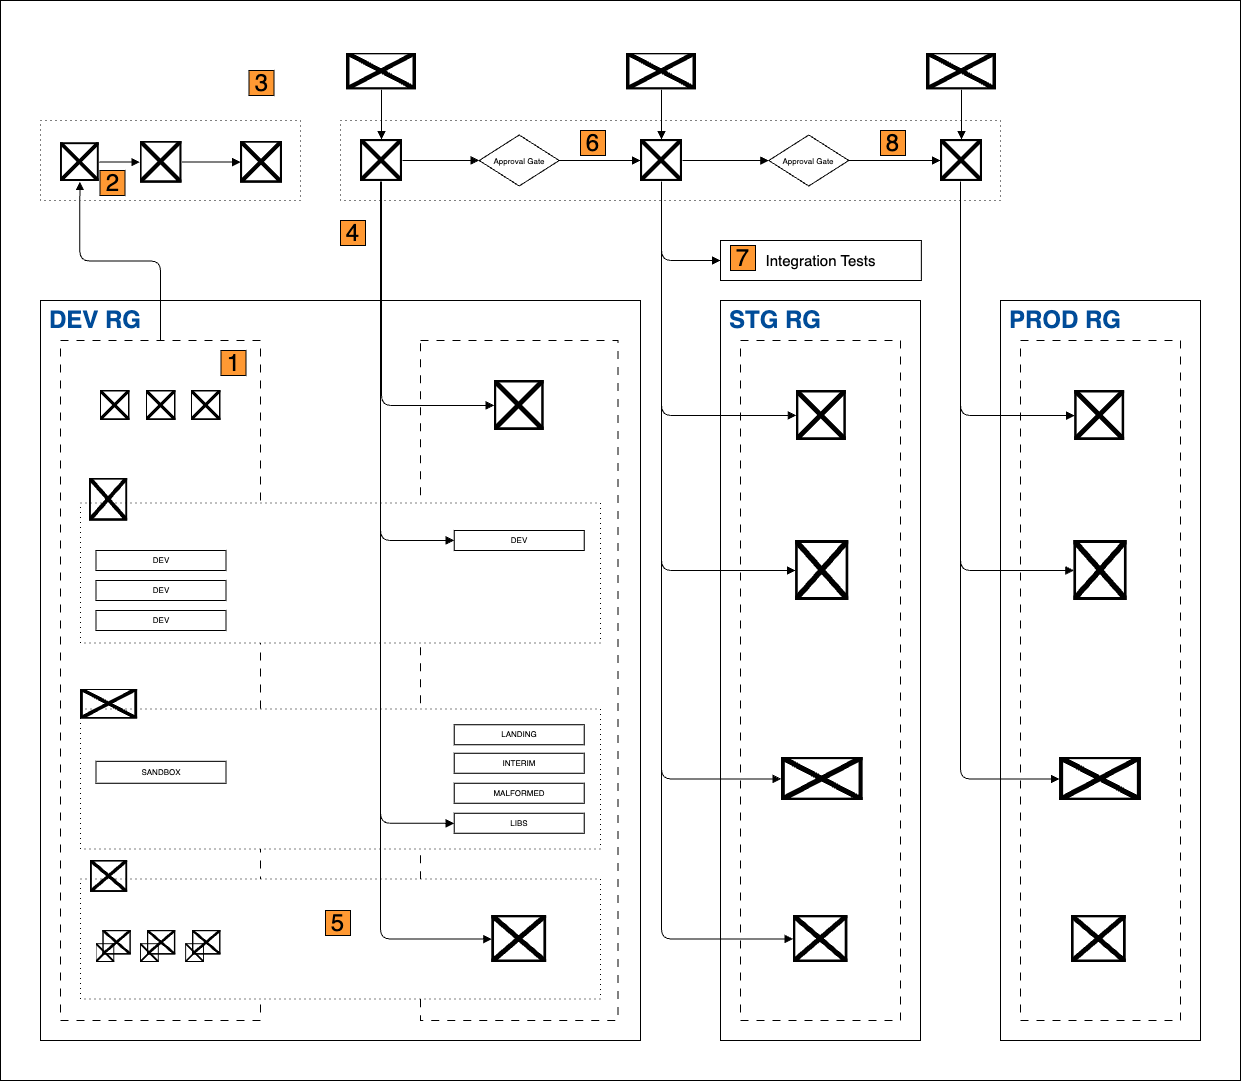 3
6
8
Approval Gate
Approval Gate
2
4
7
Integration Tests
DEV RG
STG RG
PROD RG
1
DEV
DEV
DEV
DEV
LANDING
INTERIM
SANDBOX
MALFORMED
LIBS
5